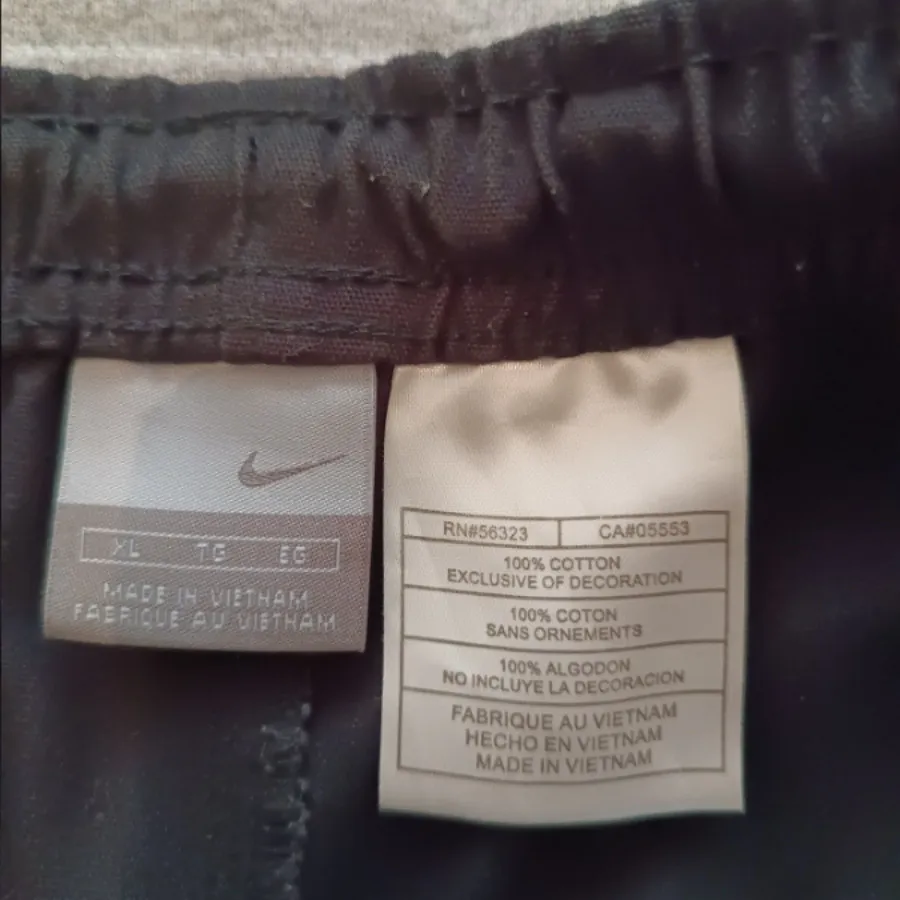 XL TG EG
MADE IN VIETNAM
FABRIQUE AU VIETNAM
RN#56323 CA#05553
100% COTTON
EXCLUSIVE OF DECORATION
100% COTON
SANS ORNEMENTS
100% ALGODON
NO INCLUYE LA DECORACION
FABRIQUE AU VIETNAM
HECHO EN VIETNAM
MADE IN VIETNAM